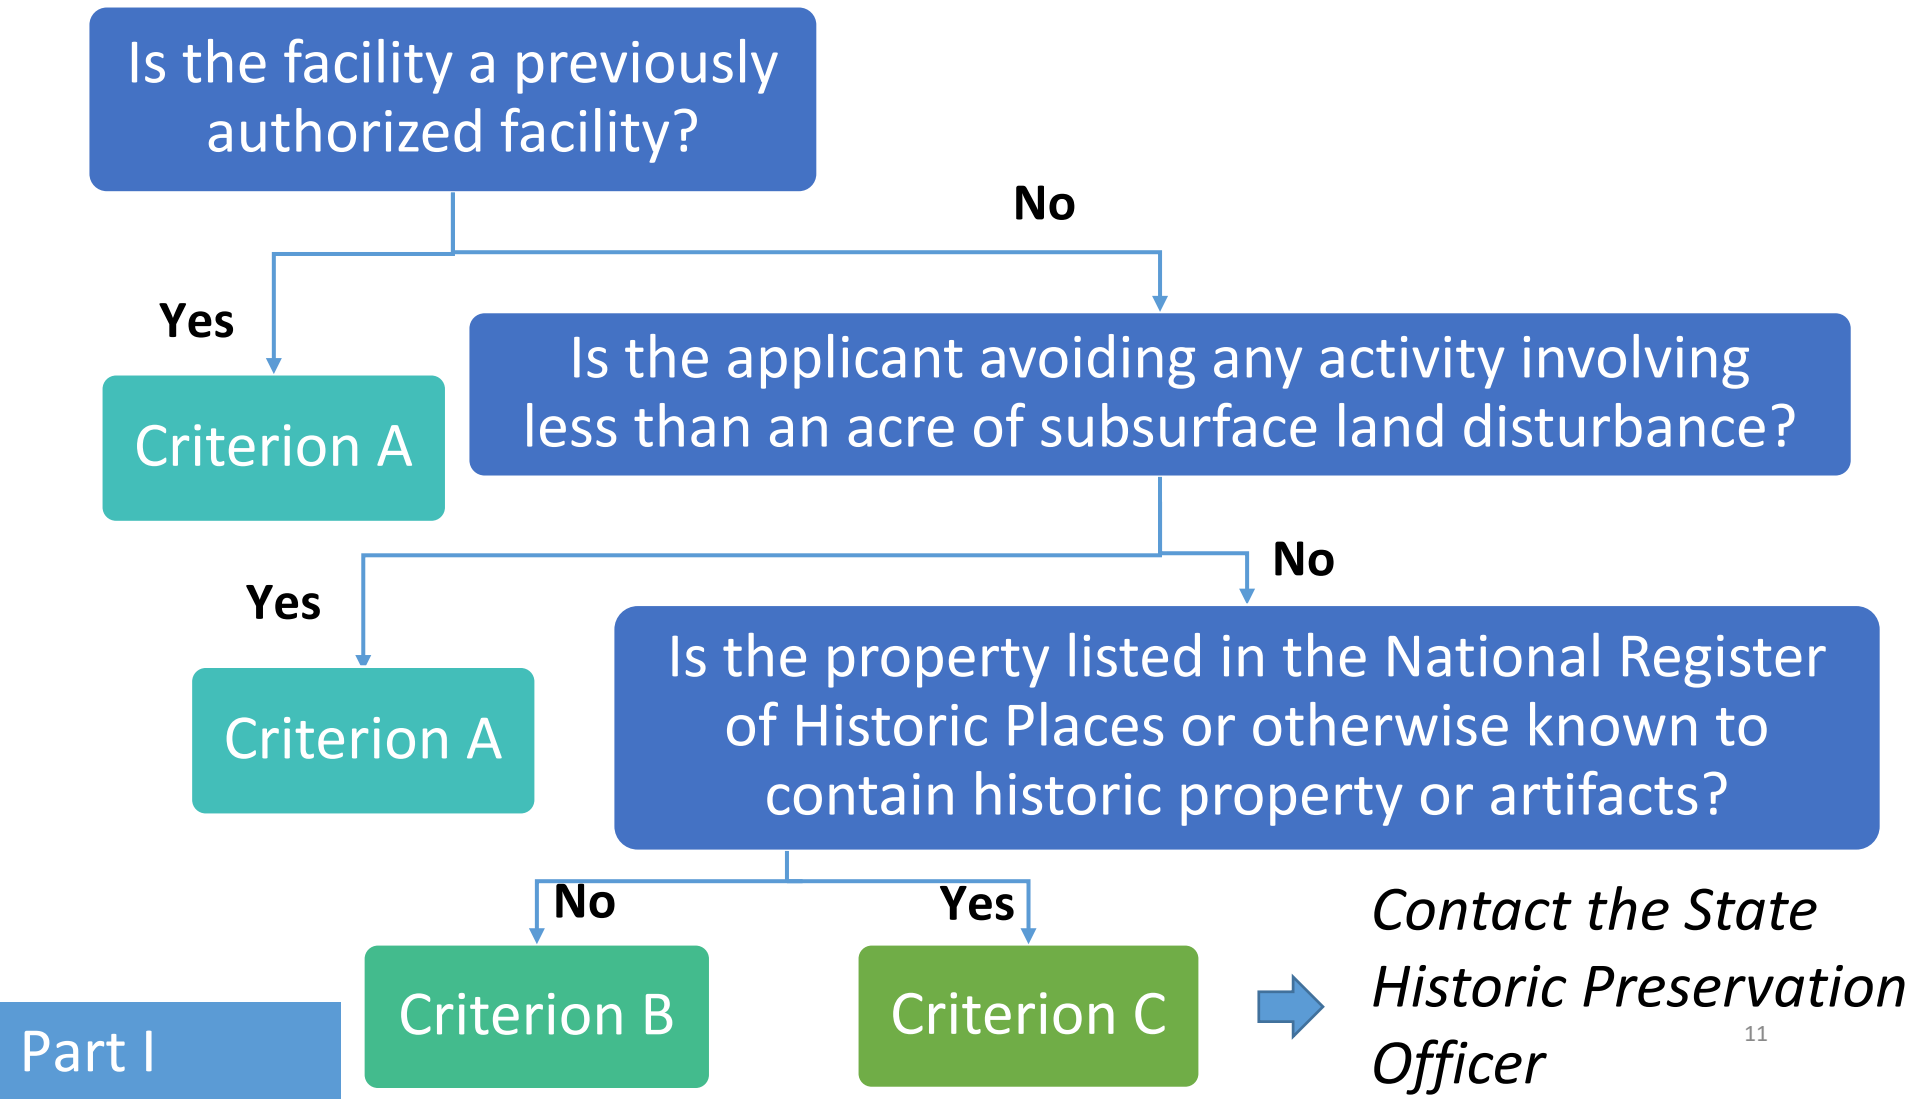 Is the facility a previously
authorized facility?
No
Yes
Is the applicant avoiding any activity involving
less than an acre of subsurface land disturbance?
Criterion A
No
Yes
Is the property listed in the National Register
of Historic Places or otherwise known to
contain historic property or artifacts?
Criterion A
No
Yes
Criterion B
Criterion C
Contact the State
Historic Preservation
Officer
11
Part I